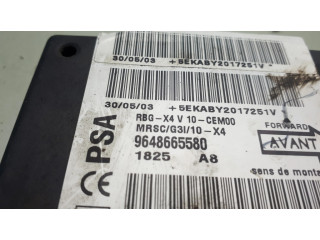 30/05/03 +5EKABY2017251V
30/05/03 +5EKABY2017251V
RBG-X4 V 10-CEM00
MRSC/G3I/10-X4
FORWARD
AVANT
9648665580
1825 A8
sens de monta
PSA
CE